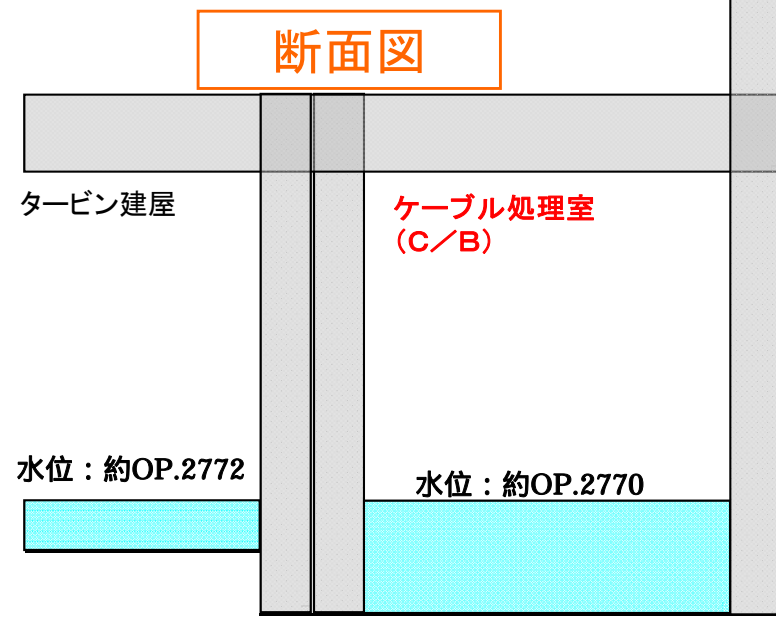 断面図
タービン建屋
ケーブル処理室
（C／B）
水位：約OP.2772
水位：約OP.2770